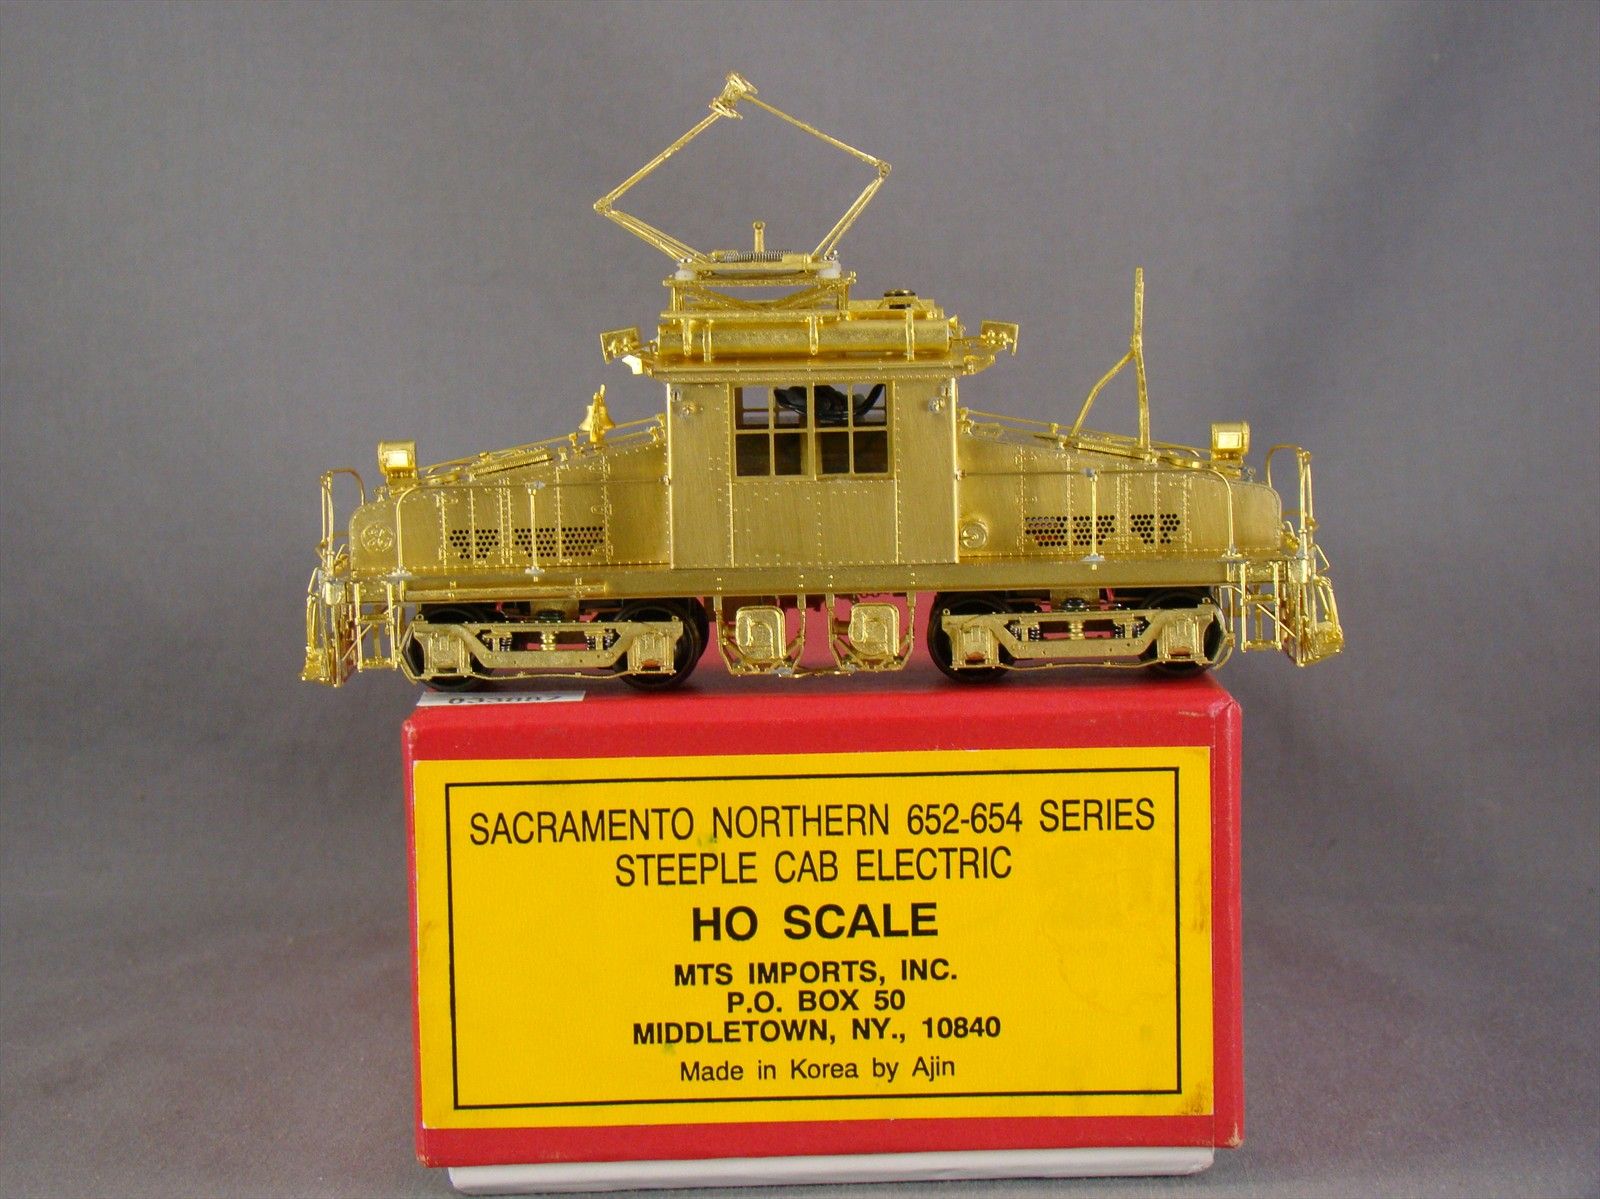 SACRAMENTO NORTHERN 652-654 SERIES
STEEPLE CAB ELECTRIC
HO SCALE
MTS IMPORTS, INC.
P.O. BOX 50
MIDDLETOWN, NY., 10840
Made in Korea by Ajin